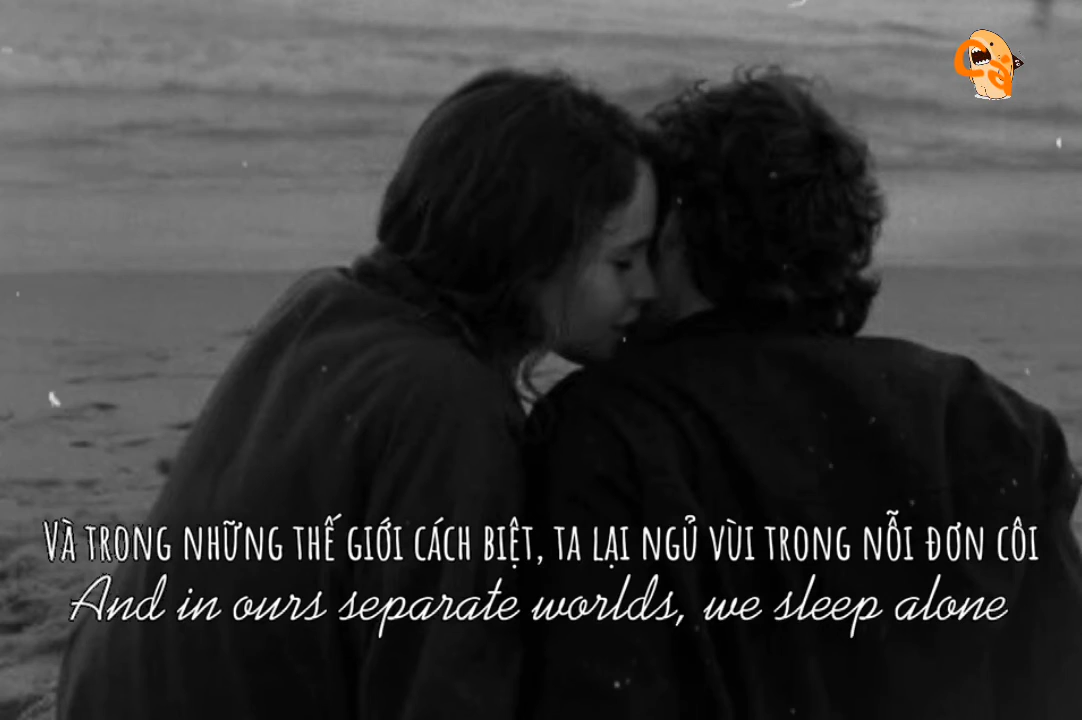 Và trong những thế giới cách biệt, ta lại ngủ vùi trong nỗi đơn côi
And in ours separate worlds, we sleep alone